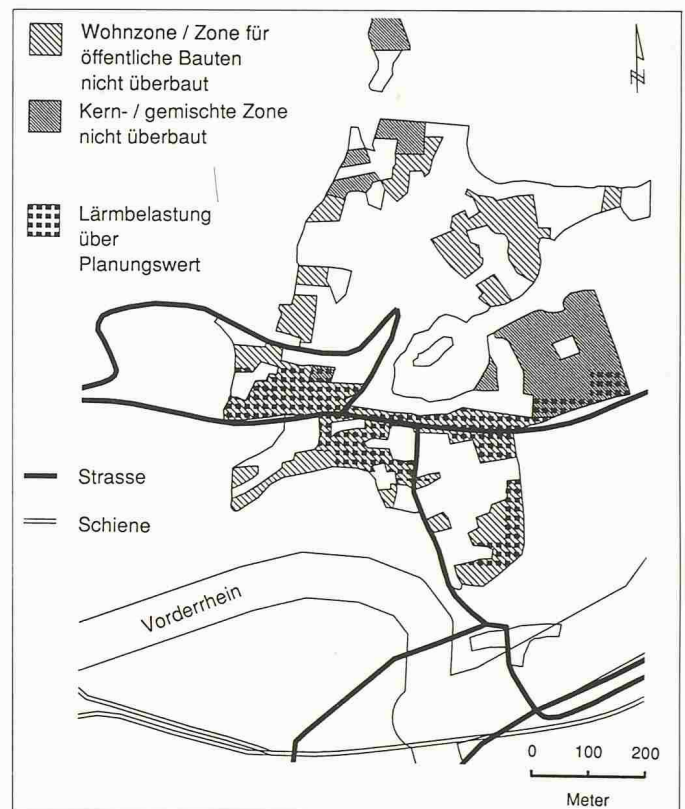 Wohnzone / Zone für
öffentliche Bauten
nicht überbaut
Kern- / gemischte Zone
nicht überbaut
Lärmbelastung
über
Planungswert
N
Strasse
Schiene
Vorderrhein
0 100 200
Meter